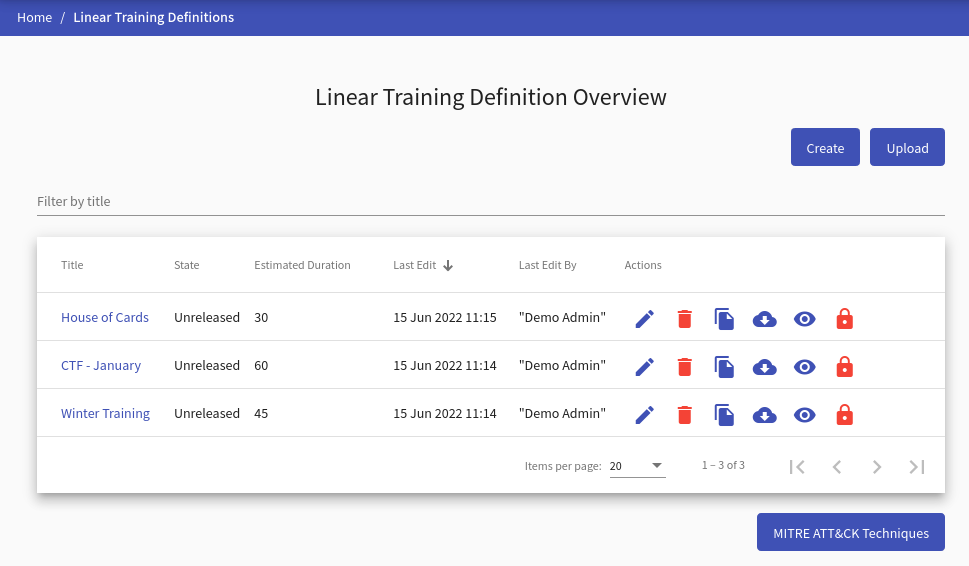 Home / Linear Training Definitions
Linear Training Definition Overview
Create Upload
Filter by title
Title State Estimated Duration Last Edit Last Edit By Actions
House of Cards Unreleased 30 15 Jun 2022 11:15 "Demo Admin"
CTF - January Unreleased 60 15 Jun 2022 11:14 "Demo Admin"
Winter Training Unreleased 45 15 Jun 2022 11:14 "Demo Admin"
Items per page: 20 1 – 3 of 3
MITRE ATT&CK Techniques